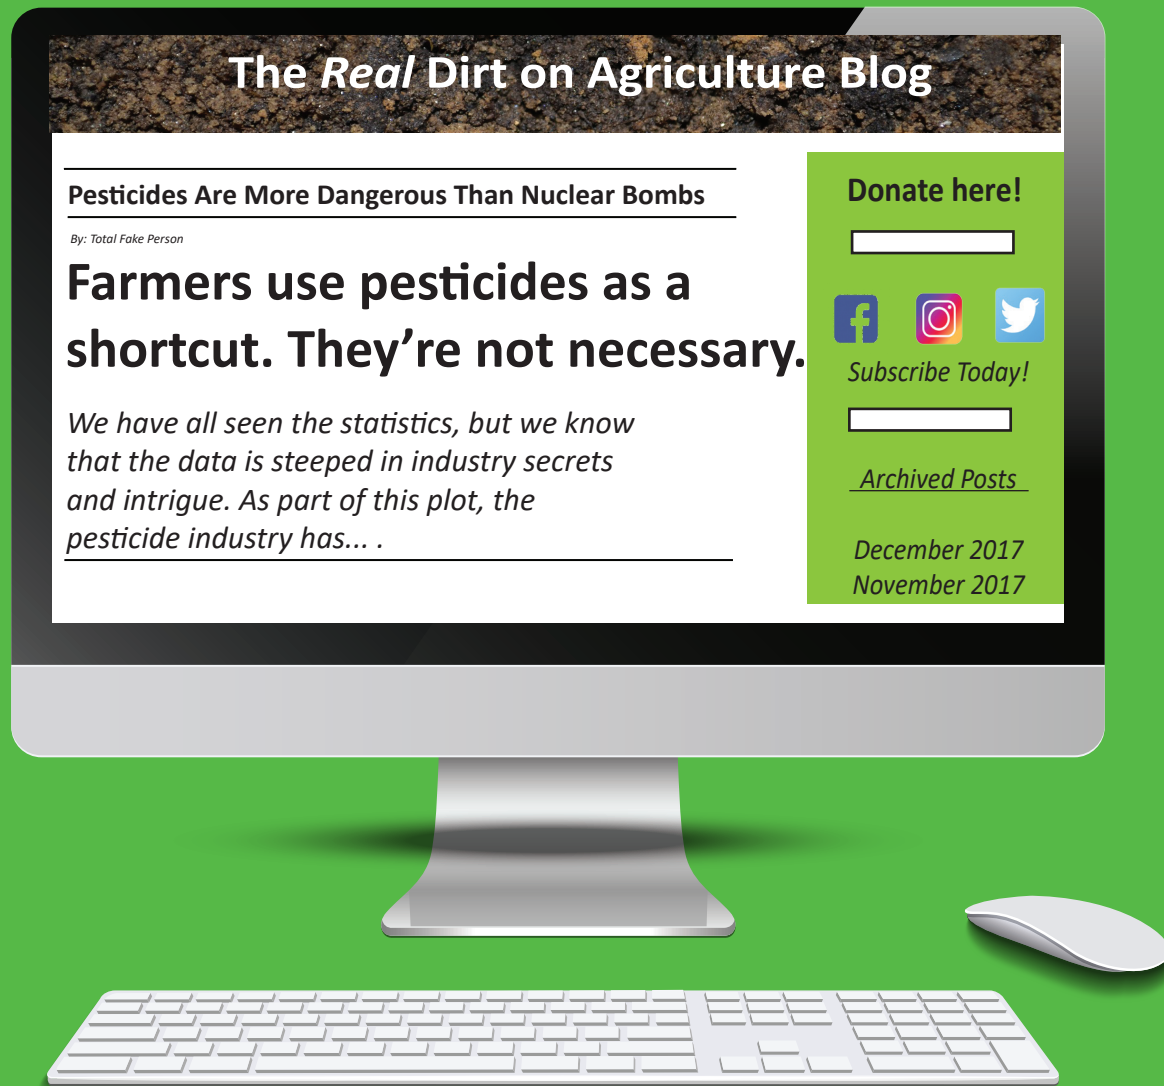 The Real Dirt on Agriculture Blog
Pesticides Are More Dangerous Than Nuclear Bombs
By: Total Fake Person
Farmers use pesticides as a
shortcut. They’re not necessary.
We have all seen the statistics, but we know
that the data is steeped in industry secrets
and intrigue. As part of this plot, the
pesticide industry has... .
Donate here!
Subscribe Today!
Archived Posts
December 2017
November 2017